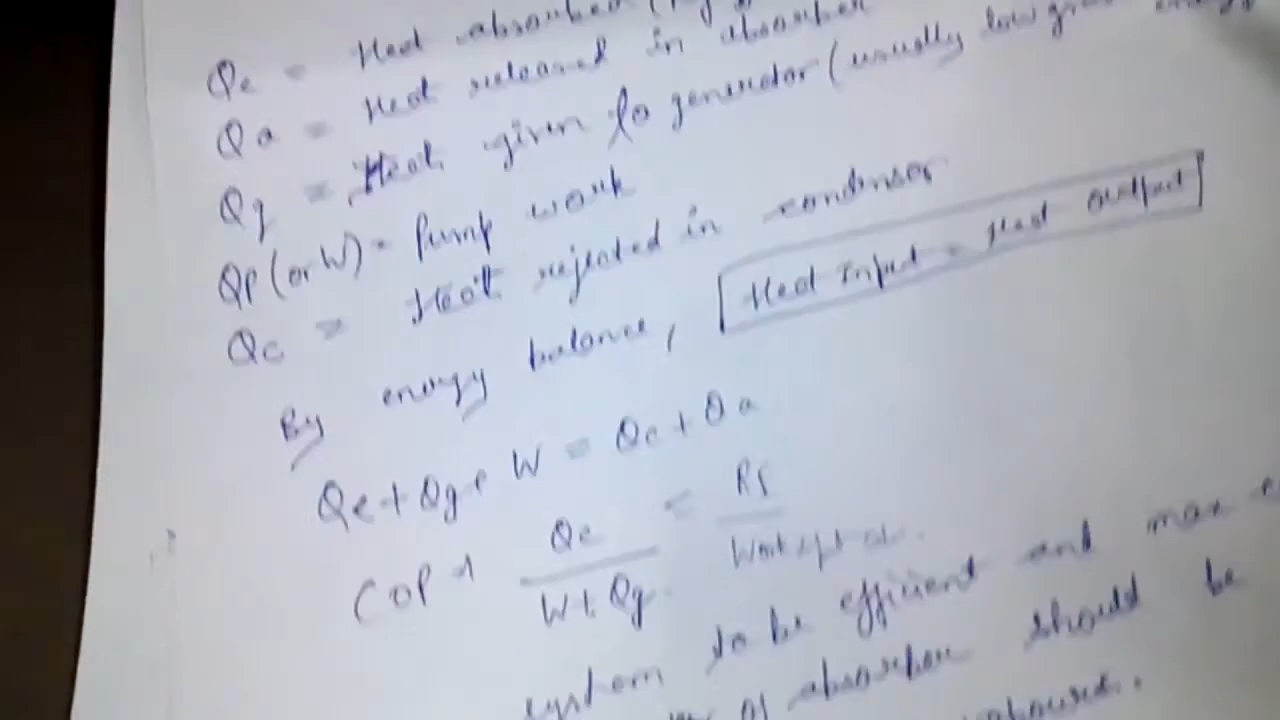 Qe = Heat absorbed
Qa = Heat released in absorber
Qg = Heat given to generator (usually low grade energy
Qp (or W) = Pump work
Qc = Heat rejected in condenser
By energy balance, Heat input = Heat output
Qe + Qg + W = Qc + Qa
COP = Qe / W + Qg = RE /
system to be efficient and max
of absorber should be